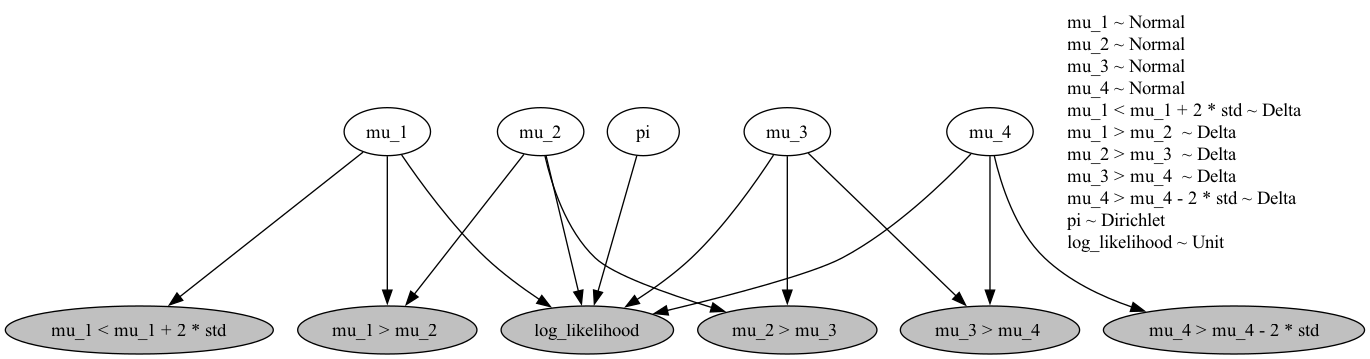 mu_1 ~ Normal
mu_2 ~ Normal
mu_3 ~ Normal
mu_4 ~ Normal
mu_1 < mu_1 + 2 * std ~ Delta
mu_1 > mu_2  ~ Delta
mu_2 > mu_3  ~ Delta
mu_3 > mu_4  ~ Delta
mu_4 > mu_4 - 2 * std ~ Delta
pi ~ Dirichlet
log_likelihood ~ Unit
mu_1
mu_2
pi
mu_3
mu_4
mu_1 < mu_1 + 2 * std
mu_1 > mu_2
log_likelihood
mu_2 > mu_3
mu_3 > mu_4
mu_4 > mu_4 - 2 * std